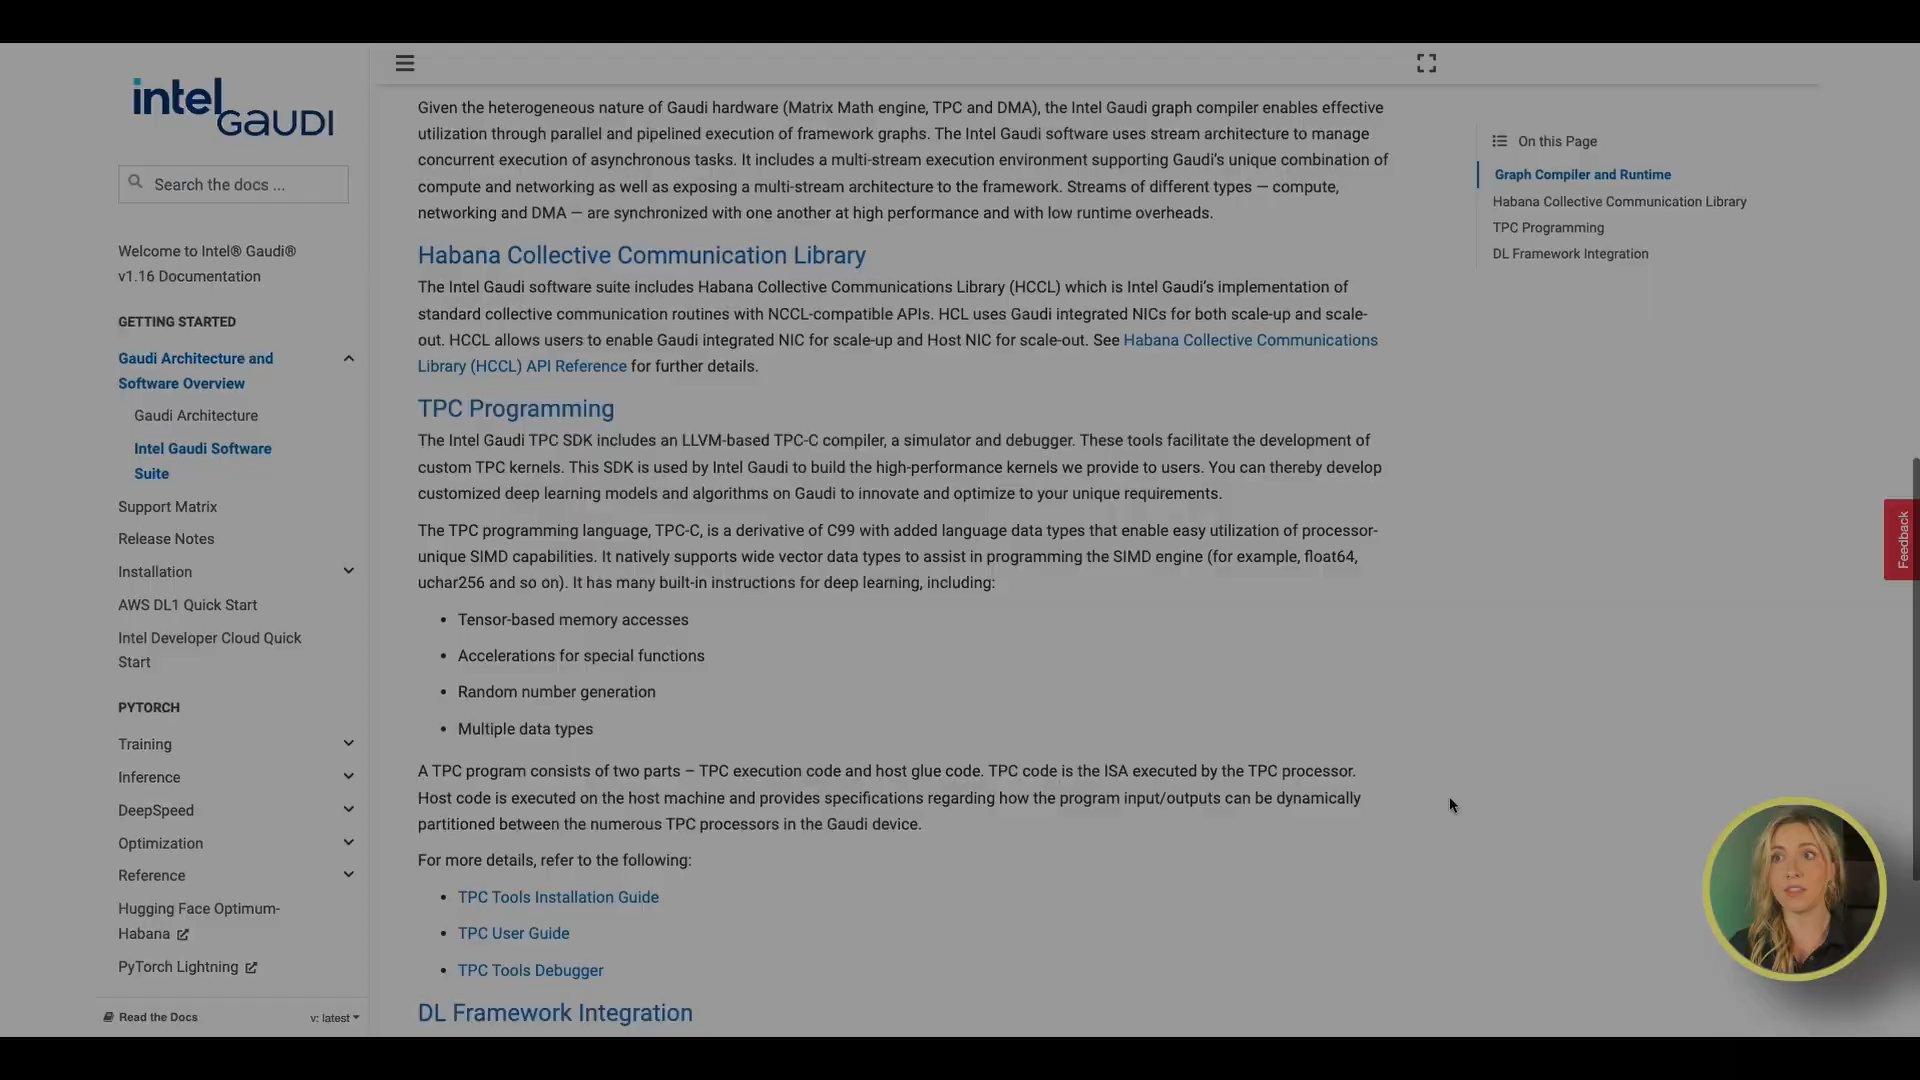 intel
GAUDI
Search the docs ...
Welcome to Intel® Gaudi®
v1.16 Documentation
GETTING STARTED
Gaudi Architecture and
Software Overview
Gaudi Architecture
Intel Gaudi Software
Suite
Support Matrix
Release Notes
Installation
AWS DL1 Quick Start
Intel Developer Cloud Quick
Start
PYTORCH
Training
Inference
DeepSpeed
Optimization
Reference
Hugging Face Optimum-
Habana
PyTorch Lightning
Read the Docs
v: latest
Given the heterogeneous nature of Gaudi hardware (Matrix Math engine, TPC and DMA), the Intel Gaudi graph compiler enables effective
utilization through parallel and pipelined execution of framework graphs. The Intel Gaudi software uses stream architecture to manage
concurrent execution of asynchronous tasks. It includes a multi-stream execution environment supporting Gaudi's unique combination of
compute and networking as well as exposing a multi-stream architecture to the framework. Streams of different types — compute,
networking and DMA — are synchronized with one another at high performance and with low runtime overheads.
Habana Collective Communication Library
The Intel Gaudi software suite includes Habana Collective Communications Library (HCCL) which is Intel Gaudi's implementation of
standard collective communication routines with NCCL-compatible APIs. HCL uses Gaudi integrated NICs for both scale-up and scale-
out. HCCL allows users to enable Gaudi integrated NIC for scale-up and Host NIC for scale-out. See Habana Collective Communications
Library (HCCL) API Reference for further details.
TPC Programming
The Intel Gaudi TPC SDK includes an LLVM-based TPC-C compiler, a simulator and debugger. These tools facilitate the development of
custom TPC kernels. This SDK is used by Intel Gaudi to build the high-performance kernels we provide to users. You can thereby develop
customized deep learning models and algorithms on Gaudi to innovate and optimize to your unique requirements.
The TPC programming language, TPC-C, is a derivative of C99 with added language data types that enable easy utilization of processor-
unique SIMD capabilities. It natively supports wide vector data types to assist in programming the SIMD engine (for example, float64,
uchar256 and so on). It has many built-in instructions for deep learning, including:
• Tensor-based memory accesses
• Accelerations for special functions
• Random number generation
• Multiple data types
A TPC program consists of two parts – TPC execution code and host glue code. TPC code is the ISA executed by the TPC processor.
Host code is executed on the host machine and provides specifications regarding how the program input/outputs can be dynamically
partitioned between the numerous TPC processors in the Gaudi device.
For more details, refer to the following:
• TPC Tools Installation Guide
• TPC User Guide
• TPC Tools Debugger
DL Framework Integration
On this Page
Graph Compiler and Runtime
Habana Collective Communication Library
TPC Programming
DL Framework Integration
Feedback